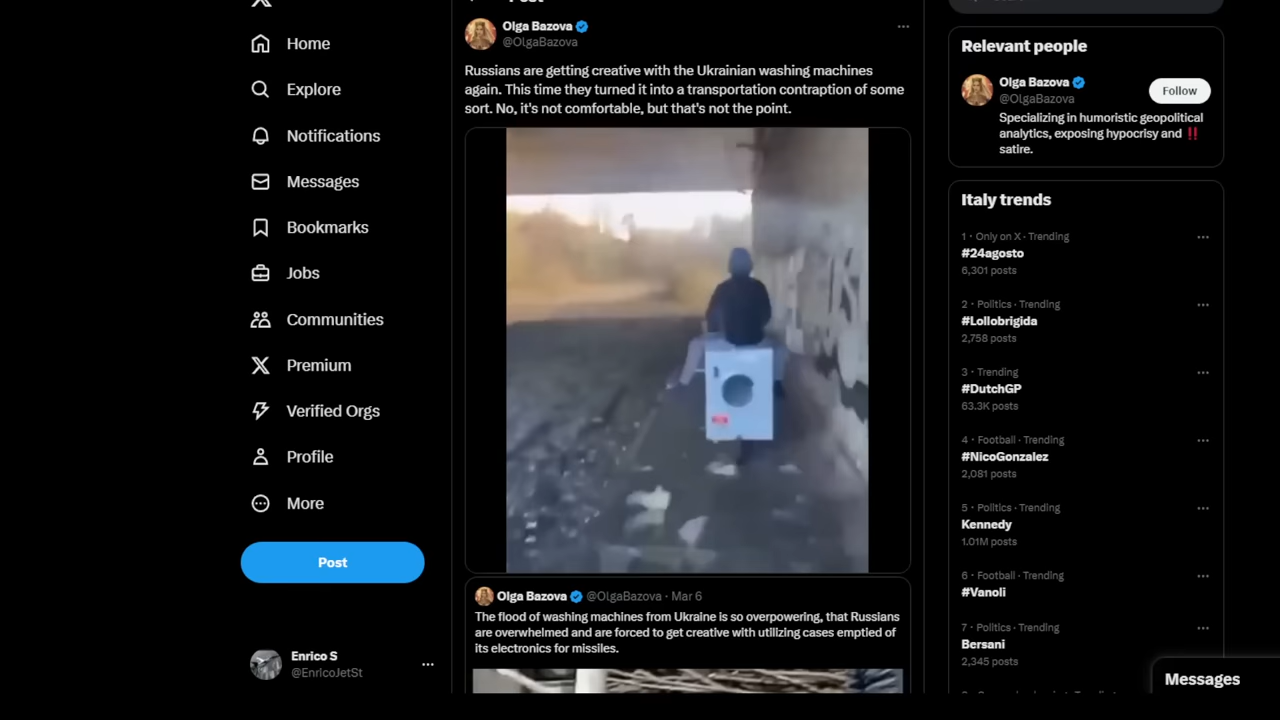 Home
Explore
Notifications
Messages
Bookmarks
Jobs
Communities
Premium
Verified Orgs
Profile
More
Post
Enrico S
@EnricoJetSt
Olga Bazova
@OlgaBazova
Russians are getting creative with the Ukrainian washing machines
again. This time they turned it into a transportation contraption of some
sort. No, it's not comfortable, but that's not the point.
Olga Bazova @OlgaBazova · Mar 6
The flood of washing machines from Ukraine is so overpowering, that Russians
are overwhelmed and are forced to get creative with utilizing cases emptied of
its electronics for missiles.
Relevant people
Olga Bazova
@OlgaBazova
Follow
Specializing in humoristic geopolitical
analytics, exposing hypocrisy and ‼️
satire.
Italy trends
1 · Only on X · Trending
#24agosto
6,301 posts
2 · Politics · Trending
#Lollobrigida
2,758 posts
3 · Trending
#DutchGP
63.3K posts
4 · Football · Trending
#NicoGonzalez
2,081 posts
5 · Politics · Trending
Kennedy
1.01M posts
6 · Football · Trending
#Vanoli
7 · Politics · Trending
Bersani
2,345 posts
Messages